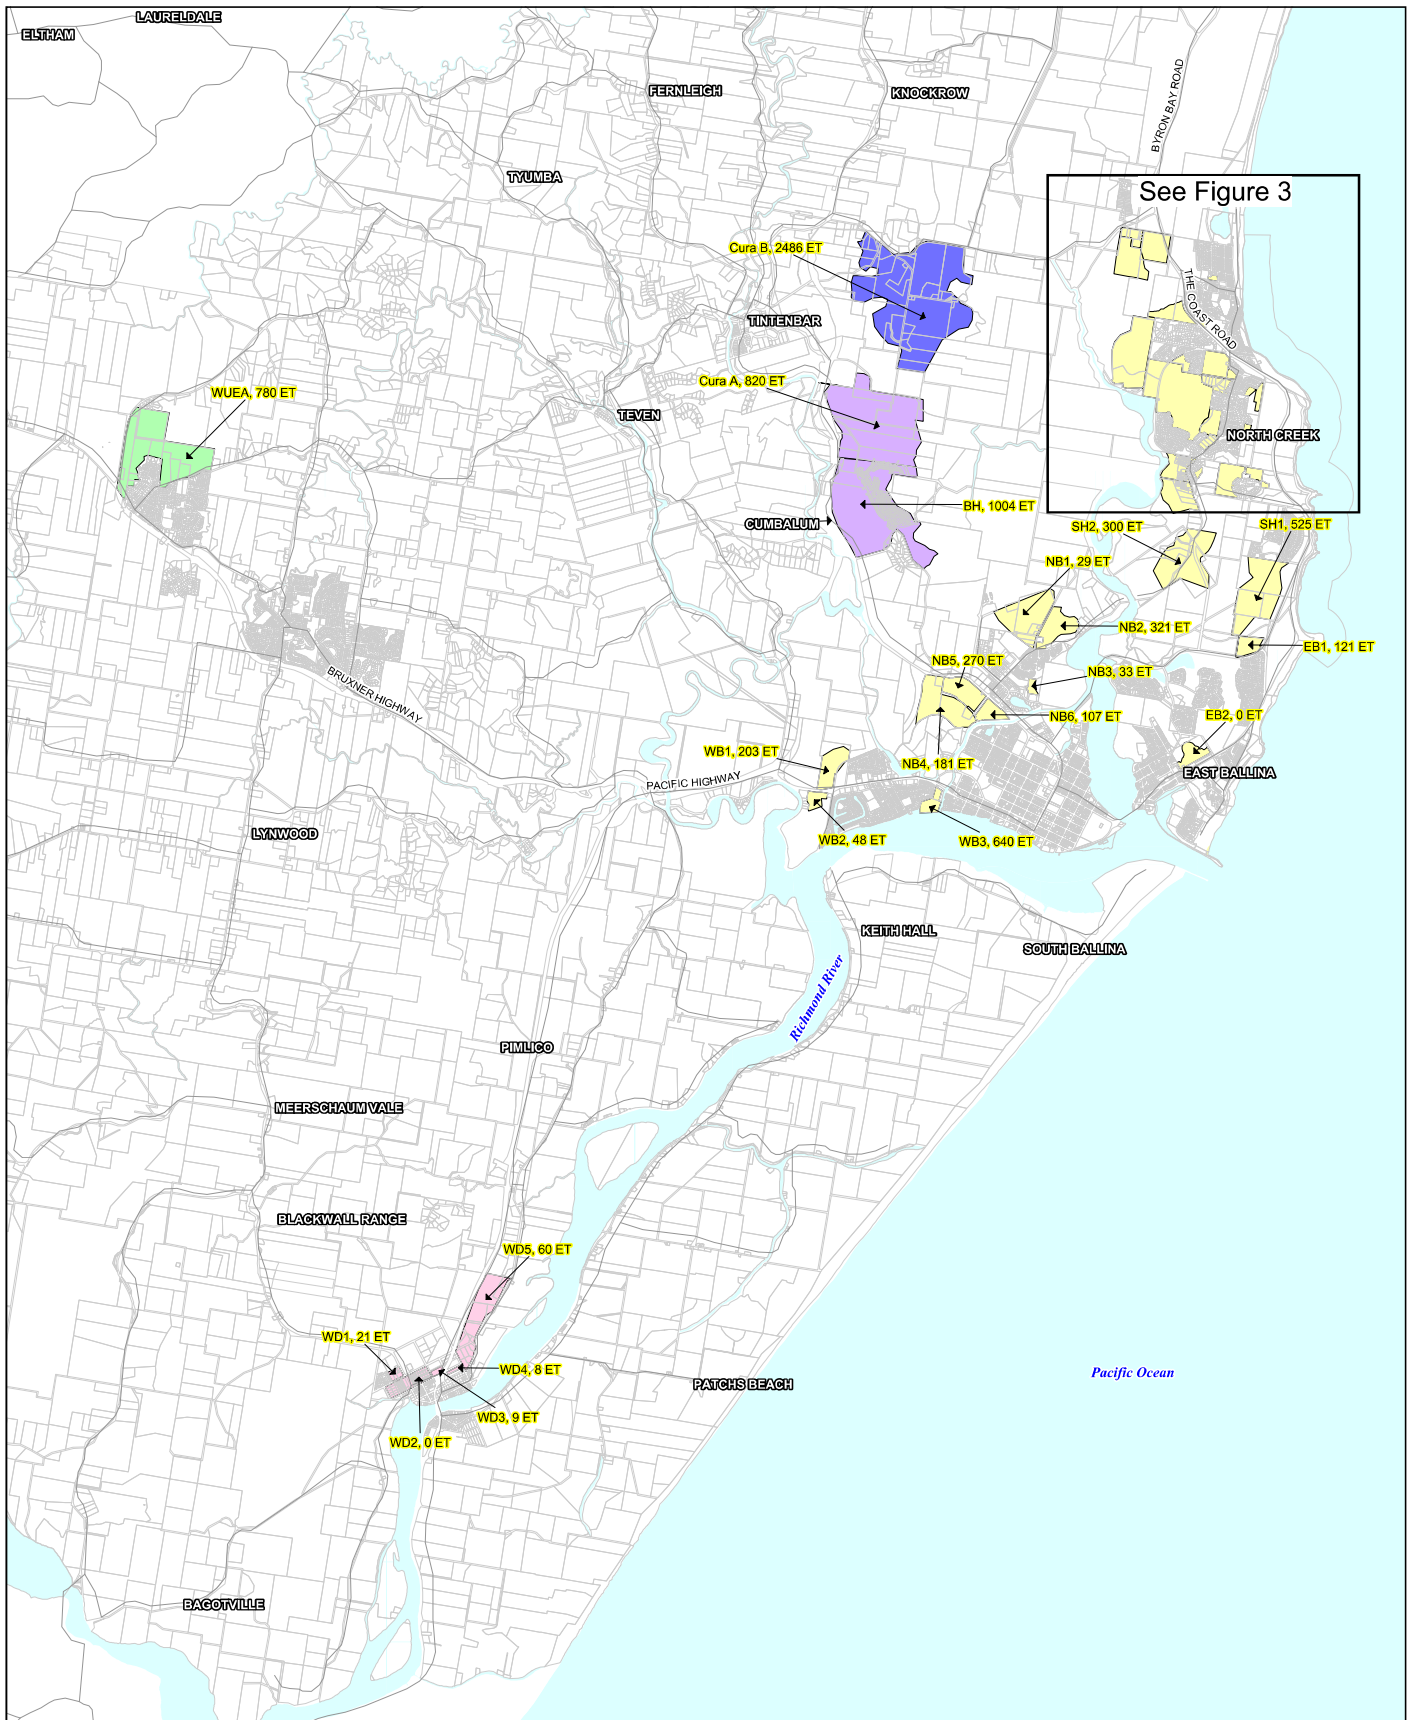 LAURELDALE
ELTHAM
FERNLEIGH
KNOCKROW
BYRON BAY ROAD
TYUMBA
See Figure 3
Cura B, 2486 ET
THE COAST ROAD
TINTENBAR
Cura A, 820 ET
WUEA, 780 ET
TEVEN
NORTH CREEK
BH, 1004 ET
CUMBALUM
SH2, 300 ET
SH1, 525 ET
NB1, 29 ET
NB2, 321 ET
EB1, 121 ET
NB5, 270 ET
NB3, 33 ET
BRUXNER HIGHWAY
NB6, 107 ET
EB2, 0 ET
WB1, 203 ET
NB4, 181 ET
EAST BALLINA
PACIFIC HIGHWAY
LYNWOOD
WB2, 48 ET
WB3, 640 ET
KEITH HALL
SOUTH BALLINA
Richmond River
PIMLICO
MEERSCHAUM VALE
BLACKWALL RANGE
WD5, 60 ET
WD1, 21 ET
WD4, 8 ET
PATCHS BEACH
Pacific Ocean
WD3, 9 ET
WD2, 0 ET
BAGOTVILLE